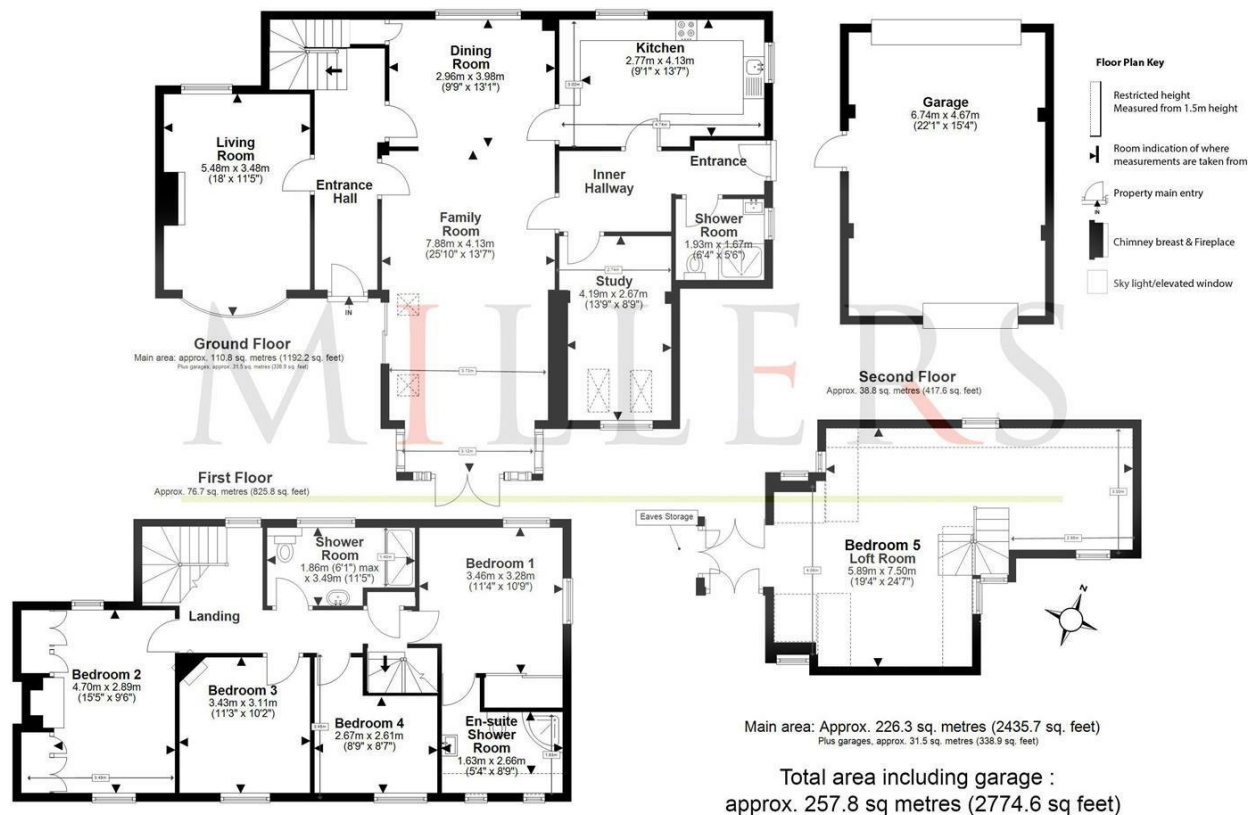 Dining
Room
2.96m x 3.98m
(9'9" x 13'1")
Kitchen
2.77m x 4.13m
(9'1" x 13'7")
Living
Room
5.48m x 3.48m
(18' x 11'5")
Entrance
Hall
Inner
Hallway
Entrance
Family
Room
7.88m x 4.13m
(25'10" x 13'7")
Shower
Room
1.93m x 1.67m
(6'4" x 5'6")
Study
4.19m x 2.67m
(13'9" x 8'9")
IN
Garage
6.74m x 4.67m
(22'1" x 15'4")
Floor Plan Key
Restricted height
Measured from 1.5m height
Room indication of where
measurements are taken from
Property main entry
IN
Chimney breast & Fireplace
Sky light/elevated window
MILLERS
Ground Floor
Main area: approx. 110.8 sq. metres (1192.2 sq. feet)
Plus garages, approx. 31.5 sq. metres (338.9 sq. feet)
Second Floor
Approx. 38.8 sq. metres (417.6 sq. feet)
First Floor
Approx. 76.7 sq. metres (825.8 sq. feet)
Shower
Room
1.86m (6'1") max
x 3.49m (11'5")
Bedroom 1
3.46m x 3.28m
(11'4" x 10'9")
Landing
Bedroom 2
4.70m x 2.89m
(15'5" x 9'6")
Bedroom 3
3.43m x 3.11m
(11'3" x 10'2")
Bedroom 4
2.67m x 2.61m
(8'9" x 8'7")
En-suite
Shower
Room
1.63m x 2.66m
(5'4" x 8'9")
Eaves Storage
Bedroom 5
Loft Room
5.89m x 7.50m
(19'4" x 24'7")
N
Main area: Approx. 226.3 sq. metres (2435.7 sq. feet)
Plus garages, approx. 31.5 sq. metres (338.9 sq. feet)
Total area including garage :
approx. 257.8 sq metres (2774.6 sq feet)